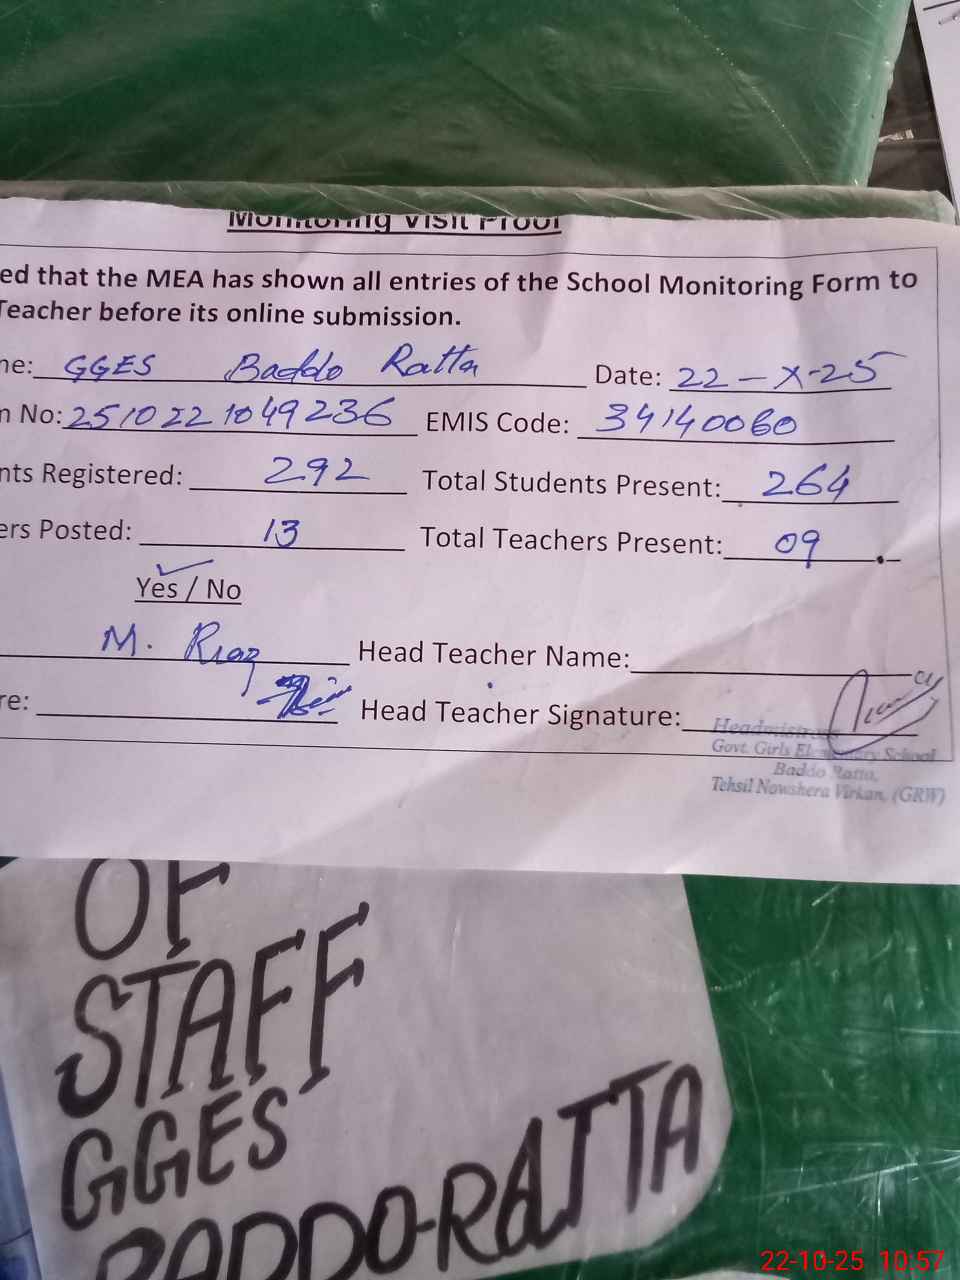 Monitoring Visit Proof
ed that the MEA has shown all entries of the School Monitoring Form to
Teacher before its online submission.
me: GGES Baddo Ratta Date: 22-X-25
n No: 2510221049236 EMIS Code: 34140060
nts Registered: 292 Total Students Present: 264
ers Posted: 13 Total Teachers Present: 09
Yes / No
M. Riaz Head Teacher Name:
re: Head Teacher Signature:
Headmistress
Govt. Girls Elementary School
Baddo Ratta,
Tehsil Nowshera Virkan, (GRW)
OF
STAFF
GGES
BADDO-RATTA
22-10-25 10:57